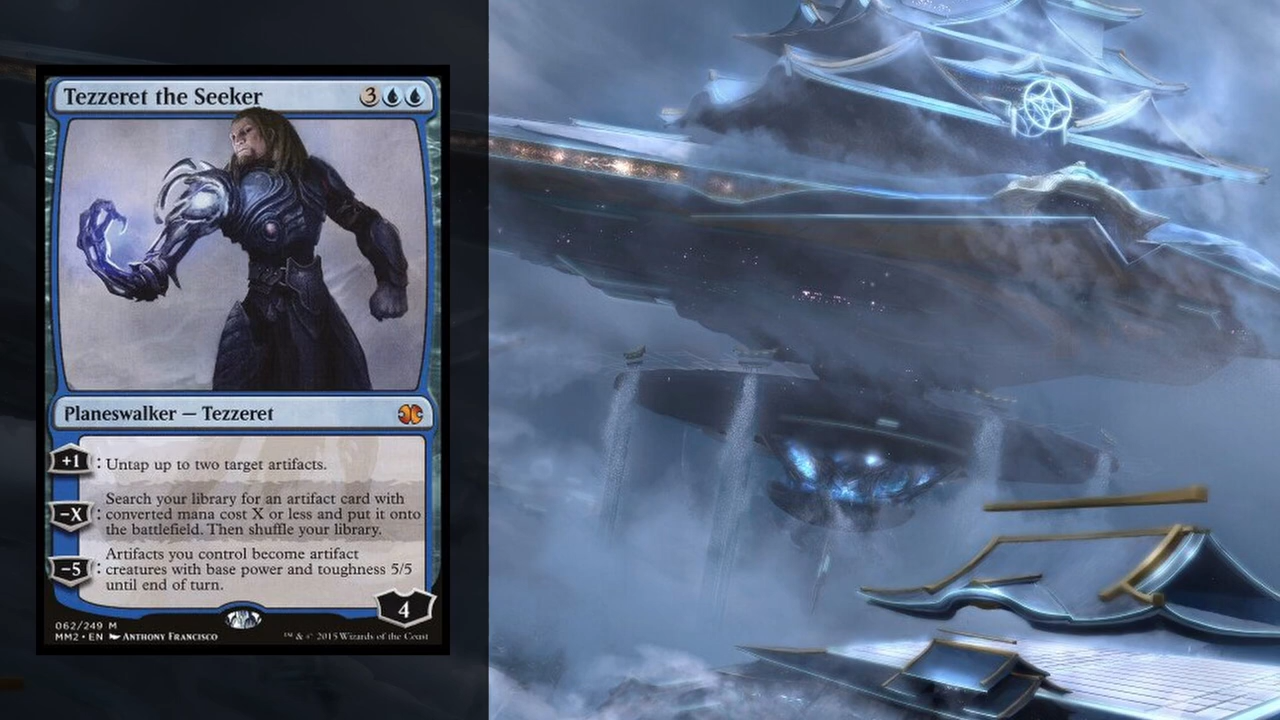 Tezzeret the Seeker 3
Planeswalker — Tezzeret
+1 : Untap up to two target artifacts.
Search your library for an artifact card with
−X : converted mana cost X or less and put it onto
the battlefield. Then shuffle your library.
Artifacts you control become artifact
−5 : creatures with base power and toughness 5/5
until end of turn.
4
062/249 M
MM2 • EN Anthony Francisco
™ & © 2015 Wizards of the Coast